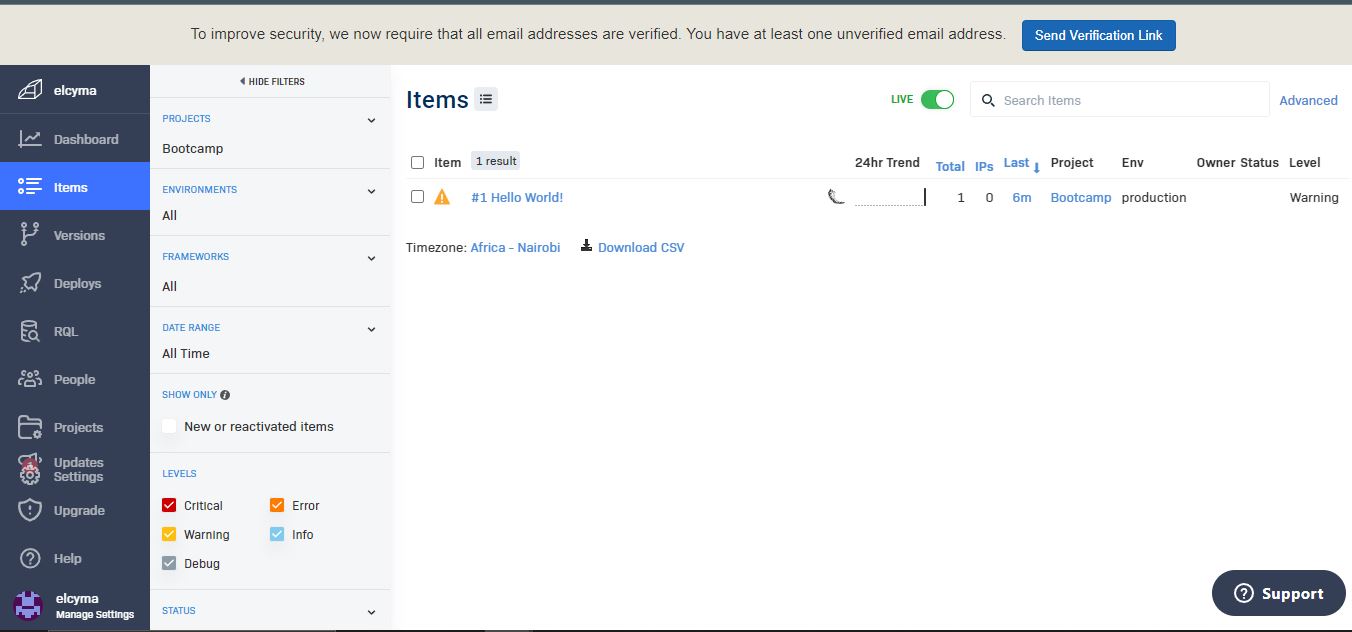 To improve security, we now require that all email addresses are verified. You have at least one unverified email address. Send Verification Link
elcyma
Dashboard
Items
Versions
Deploys
RQL
People
Projects
Updates
Settings
Upgrade
Help
elcyma
Manage Settings
HIDE FILTERS
PROJECTS
Bootcamp
ENVIRONMENTS
All
FRAMEWORKS
All
DATE RANGE
All Time
SHOW ONLY
New or reactivated items
LEVELS
Critical Error
Warning Info
Debug
STATUS
Items LIVE Search Items Advanced
Item 1 result 24hr Trend Total IPs Last Project Env Owner Status Level
#1 Hello World! 1 0 6m Bootcamp production Warning
Timezone: Africa - Nairobi Download CSV
Support